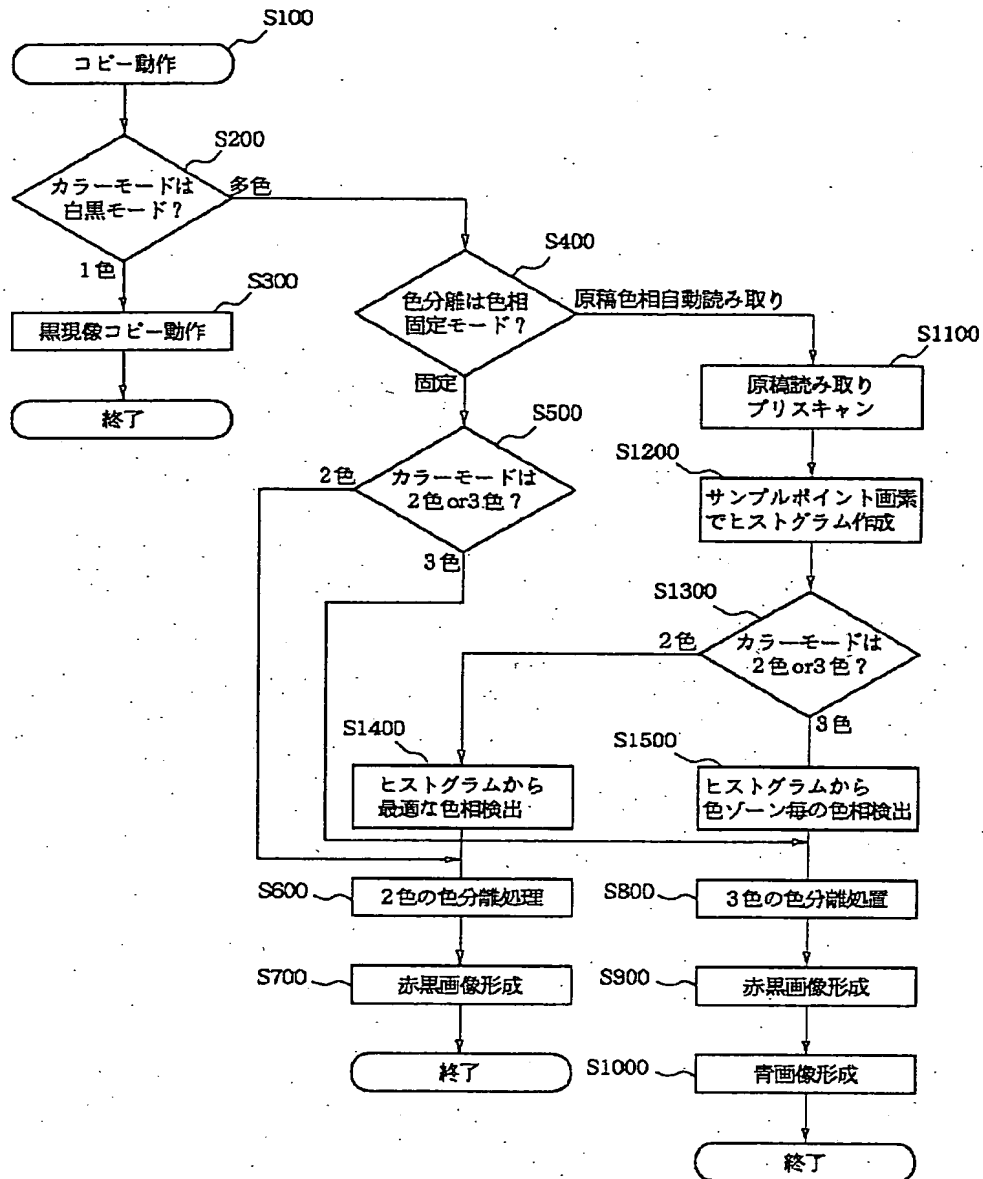 S100
コピー動作
S200
カラーモードは
白黒モード？
多色
1色
S300
黒現像コピー動作
終了
S400
色分離は色相
固定モード？
原稿色相自動読み取り
固定
S500
カラーモードは
2色or3色？
2色
3色
S1100
原稿読み取り
プリスキャン
S1200
サンプルポイント画素
でヒストグラム作成
S1300
カラーモードは
2色or3色？
2色
3色
S1400
ヒストグラムから
最適な色相検出
S1500
ヒストグラムから
色ゾーン毎の色相検出
S600
2色の色分離処理
S800
3色の色分離処置
S700
赤黒画像形成
S900
赤黒画像形成
終了
S1000
青画像形成
終了